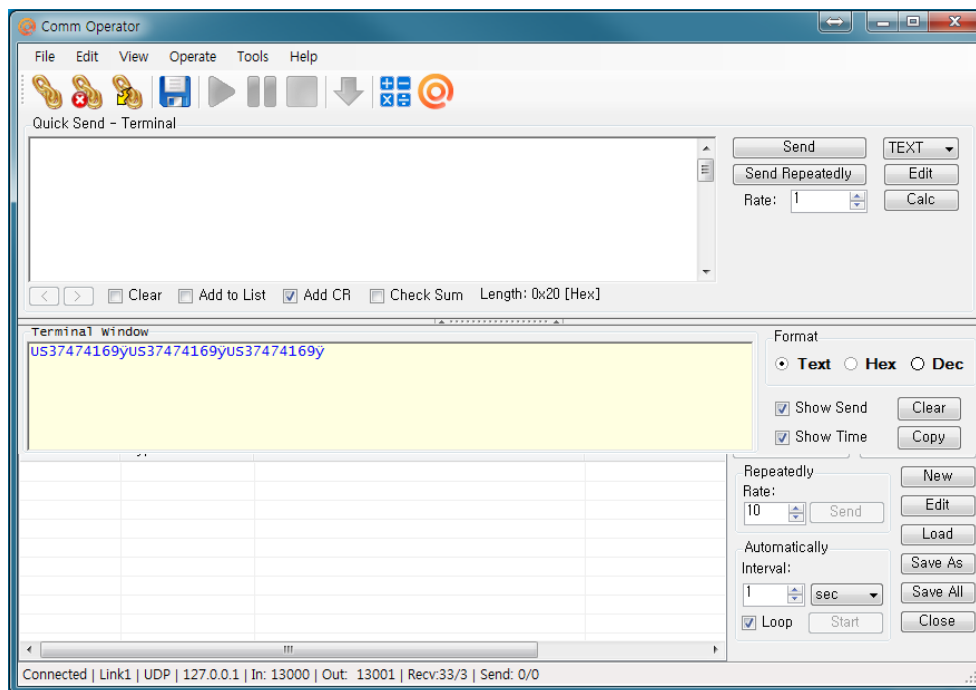 Comm Operator
File Edit View Operate Tools Help
Quick Send - Terminal
Send TEXT
Send Repeatedly Edit
Rate: 1 Calc
< > Clear Add to List Add CR Check Sum Length: 0x20 [Hex]
Terminal Window
US37474169ÿUS37474169ÿUS37474169ÿ
Format
Text Hex Dec
Show Send Clear
Show Time Copy
Repeatedly New
Rate:
10 Send Edit
Load
Automatically
Interval: Save As
1 sec Save All
Loop Start Close
Connected | Link1 | UDP | 127.0.0.1 | In: 13000 | Out: 13001 | Recv:33/3 | Send: 0/0